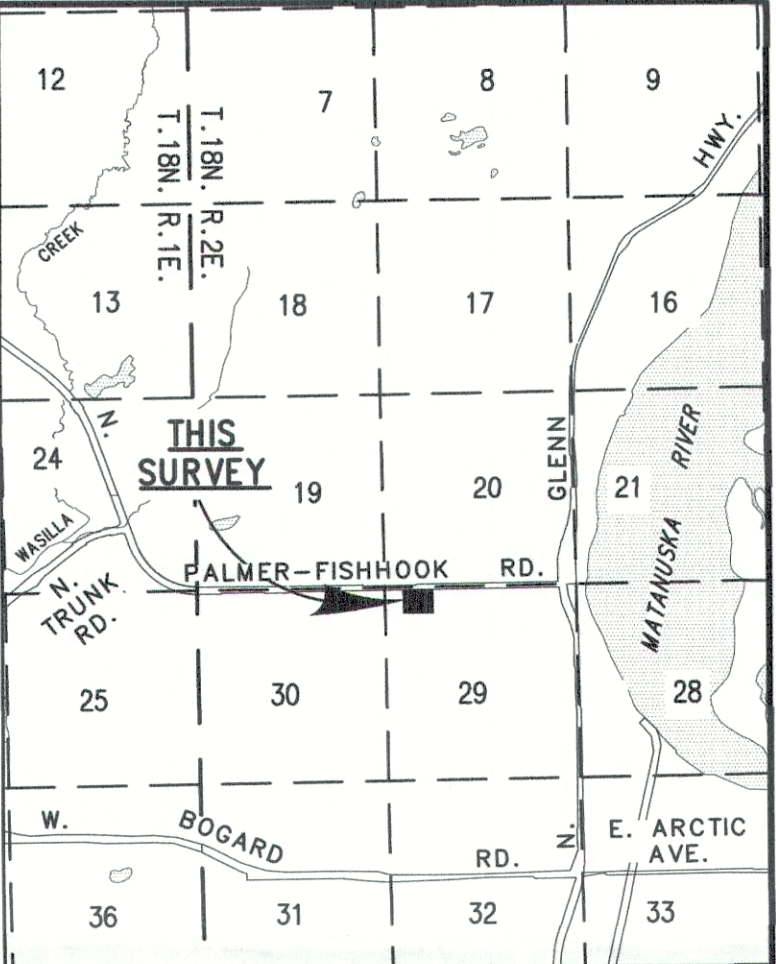 12
7
8
9
T. 18N. R.2E.
T. 18N. R.1E.
HWY.
CREEK
13
18
17
16
N.
THIS
SURVEY
24
19
20
GLENN
21
RIVER
WASILLA
PALMER-FISHHOOK RD.
N.
TRUNK
RD.
MATANUSKA
25
30
29
28
W. BOGARD RD.
N.
E. ARCTIC
AVE.
36
31
32
33